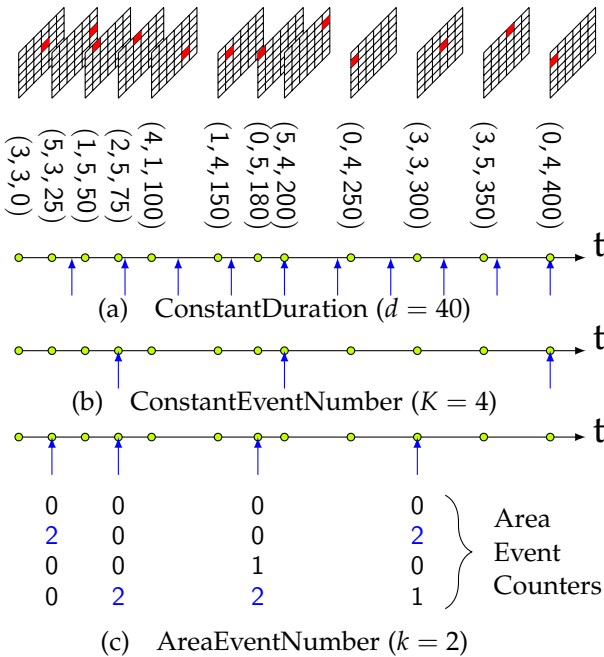 (3, 3, 0)
(5, 3, 25)
(1, 5, 50)
(2, 5, 75)
(4, 1, 100)
(1, 4, 150)
(0, 5, 180)
(5, 4, 200)
(0, 4, 250)
(3, 3, 300)
(3, 5, 350)
(0, 4, 400)
t
(a) ConstantDuration (d = 40)
t
(b) ConstantEventNumber (K = 4)
t
0 0 0 0
2 0 0 2
0 0 1 0
0 2 2 1
Area
Event
Counters
(c) AreaEventNumber (k = 2)